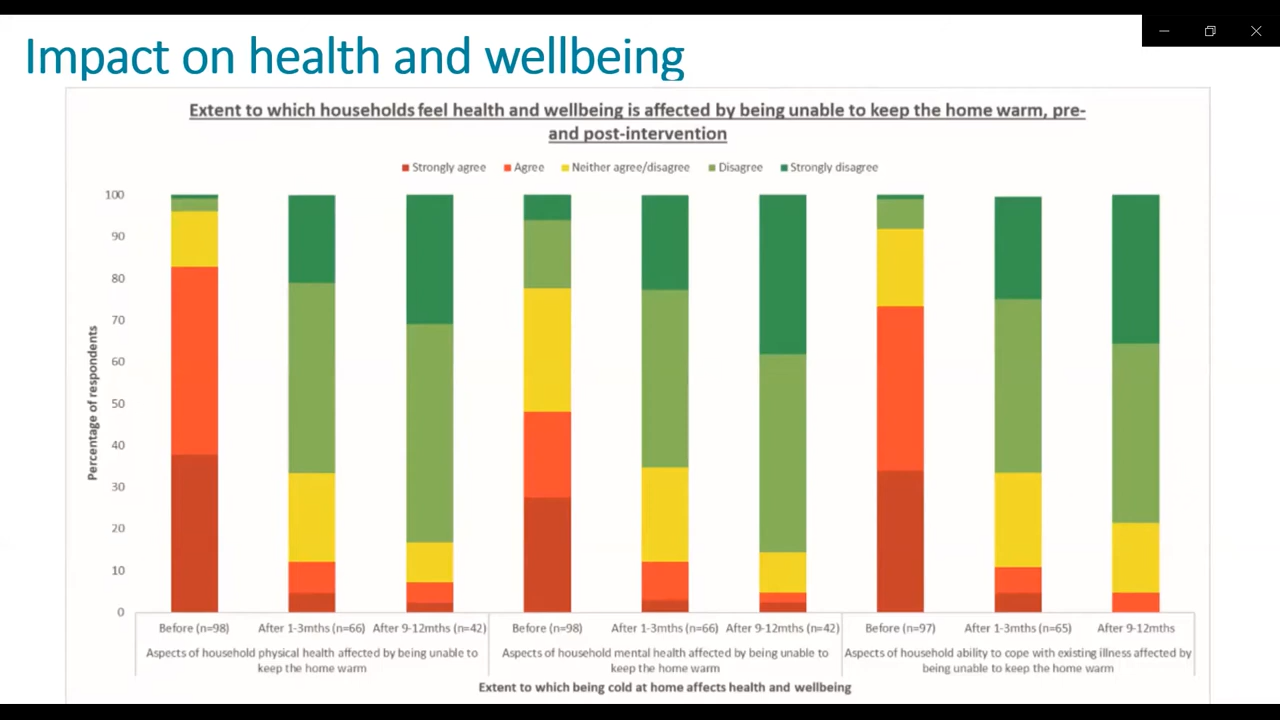 Impact on health and wellbeing
Extent to which households feel health and wellbeing is affected by being unable to keep the home warm, pre-
and post-intervention
Strongly agree Agree Neither agree/disagree Disagree Strongly disagree
100
90
80
70
60
50
40
30
20
10
0
Percentage of respondents
Before (n=98) After 1-3mths (n=66) After 9-12mths (n=42) Before (n=98) After 1-3mths (n=66) After 9-12mths (n=42) Before (n=97) After 1-3mths (n=65) After 9-12mths
Aspects of household physical health affected by being unable to
keep the home warm
Aspects of household mental health affected by being unable to
keep the home warm
Aspects of household ability to cope with existing illness affected by
being unable to keep the home warm
Extent to which being cold at home affects health and wellbeing